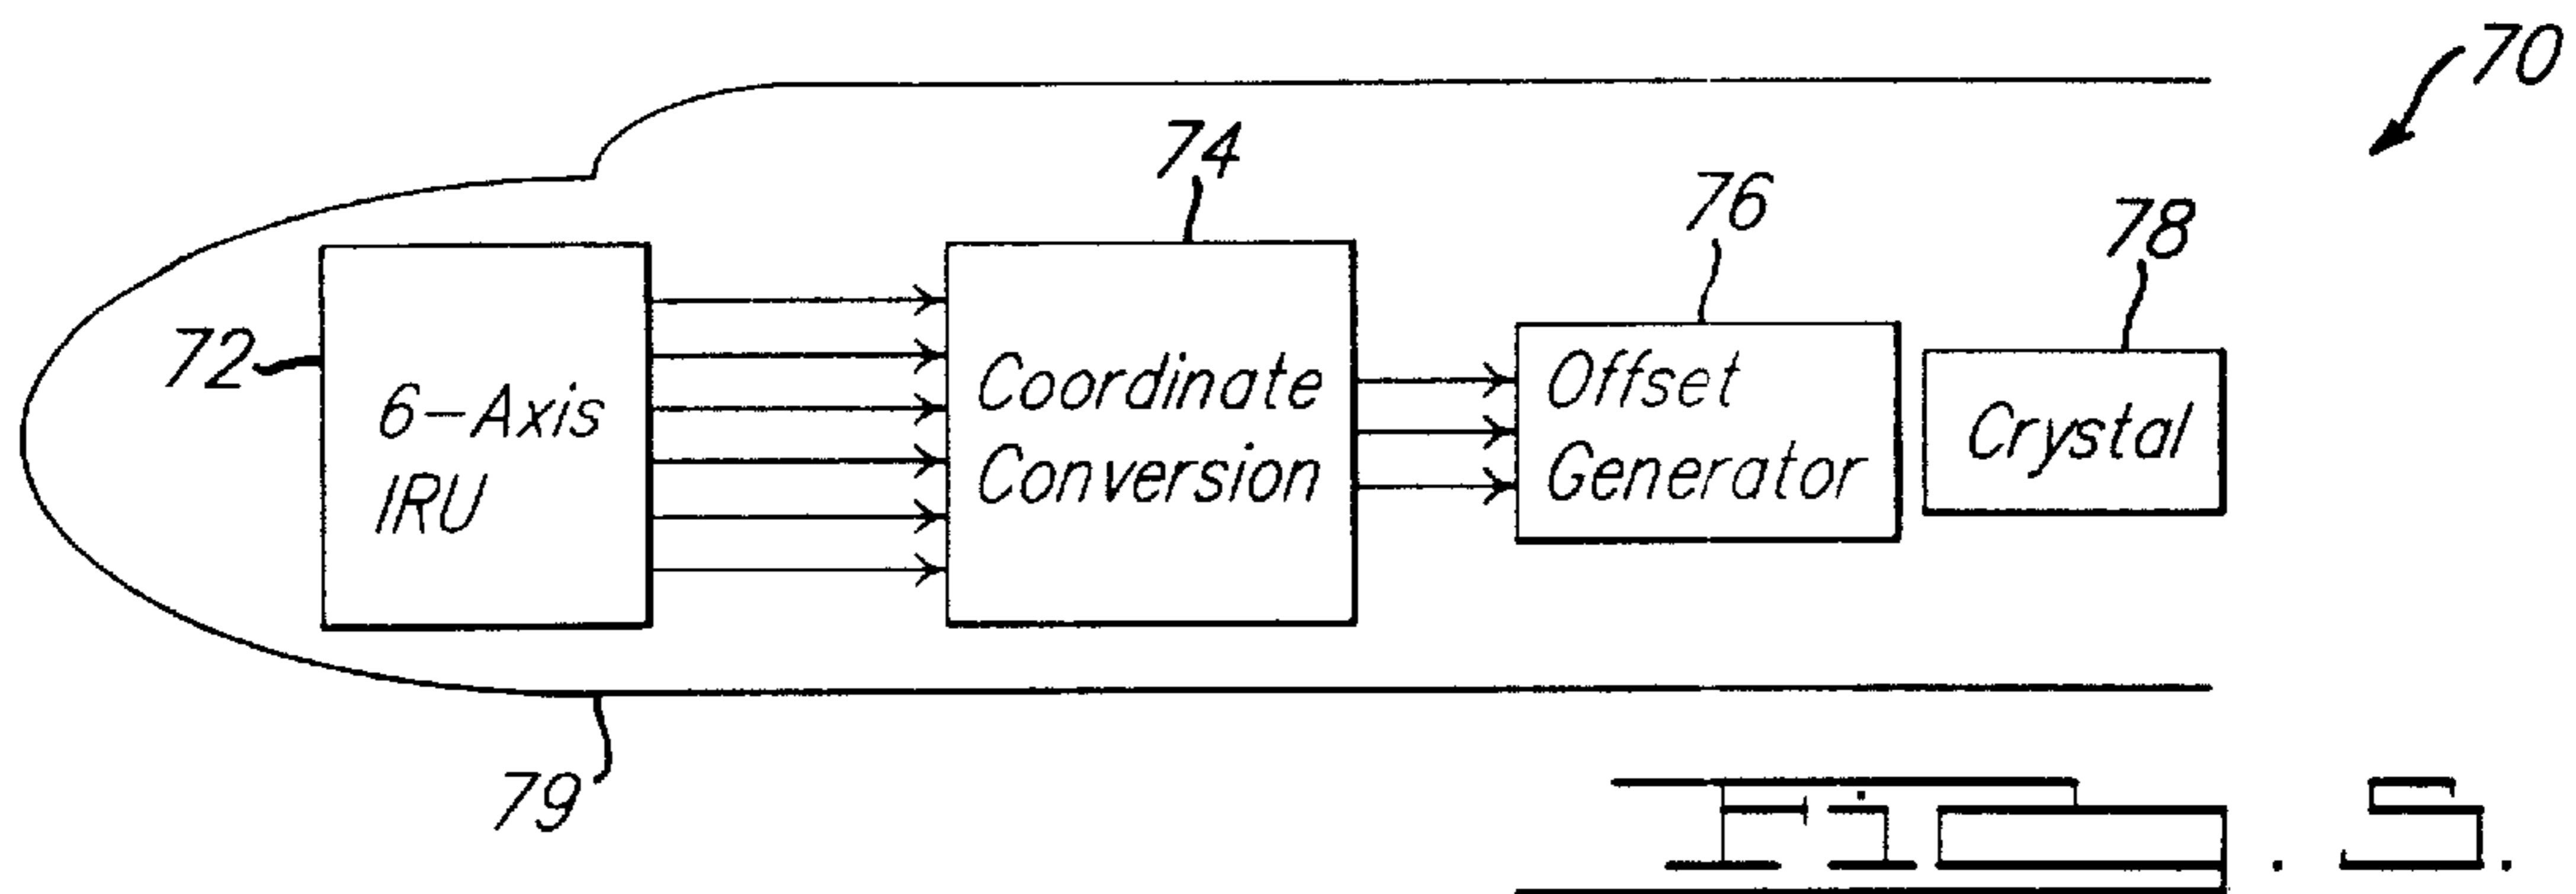 70
74
76
78
72
6-Axis
IRU
Coordinate
Conversion
Offset
Generator
Crystal
79
Fig. 5.